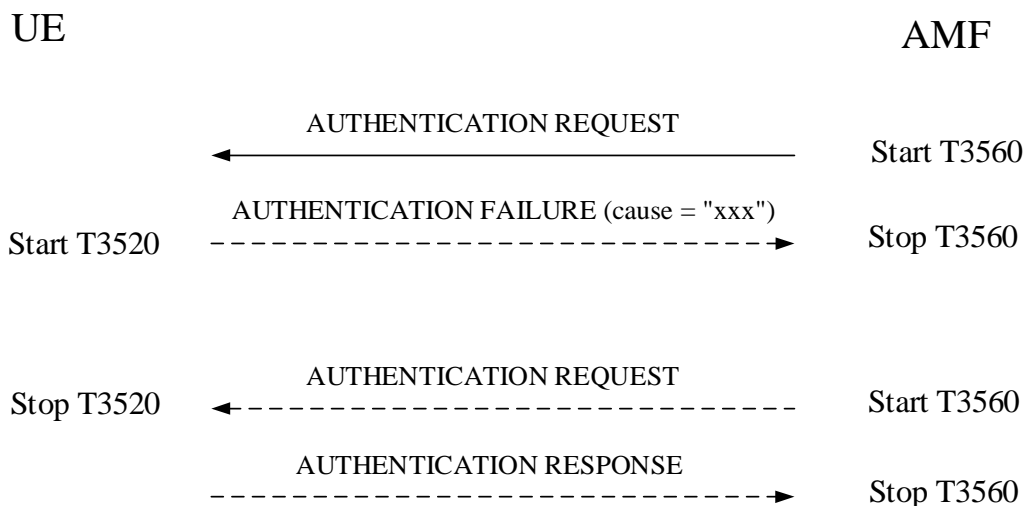 UE
AMF
AUTHENTICATION REQUEST
Start T3560
AUTHENTICATION FAILURE (cause = "xxx")
Start T3520
Stop T3560
AUTHENTICATION REQUEST
Stop T3520
Start T3560
AUTHENTICATION RESPONSE
Stop T3560